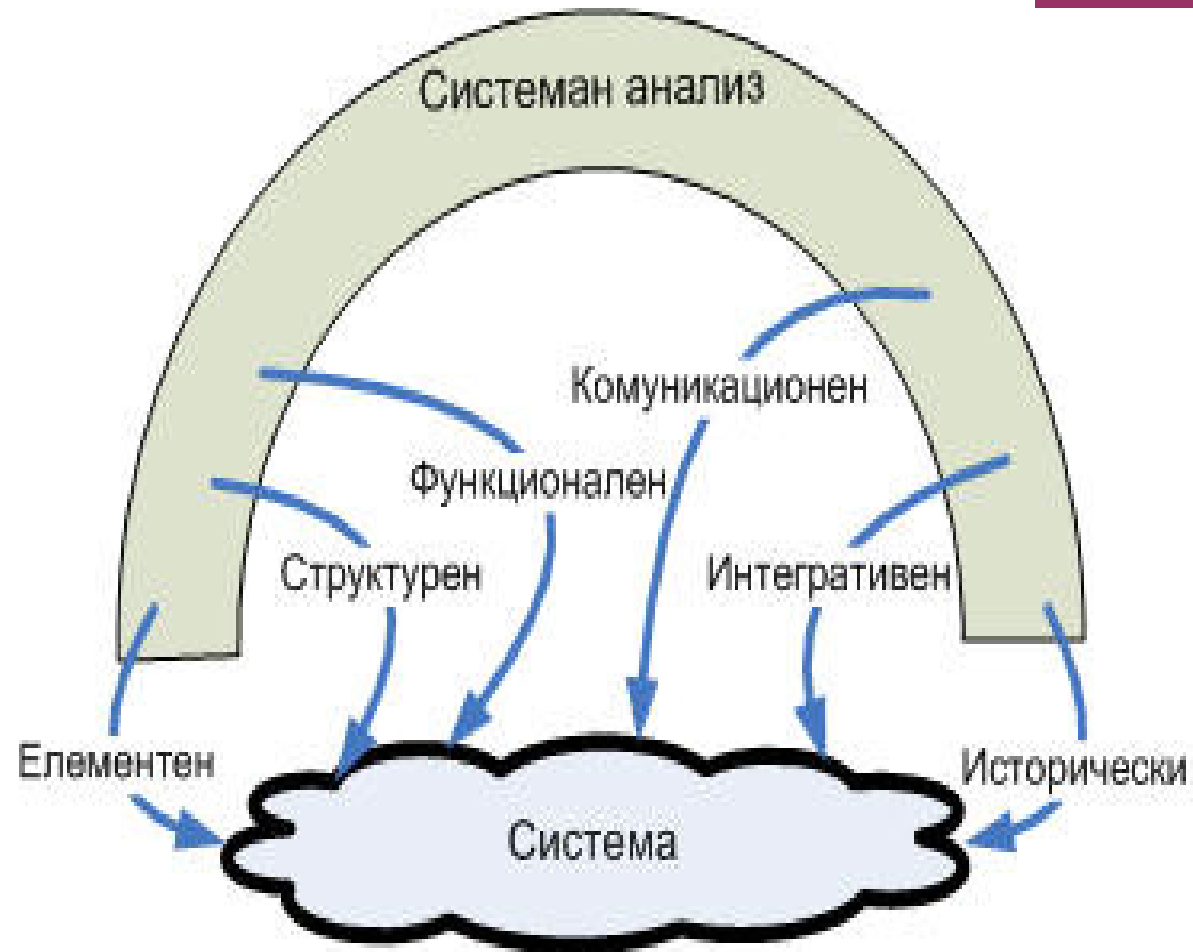 Системан анализ
Комуникационен
Функционален
Структурен
Интегративен
Елементен
Исторически
Система